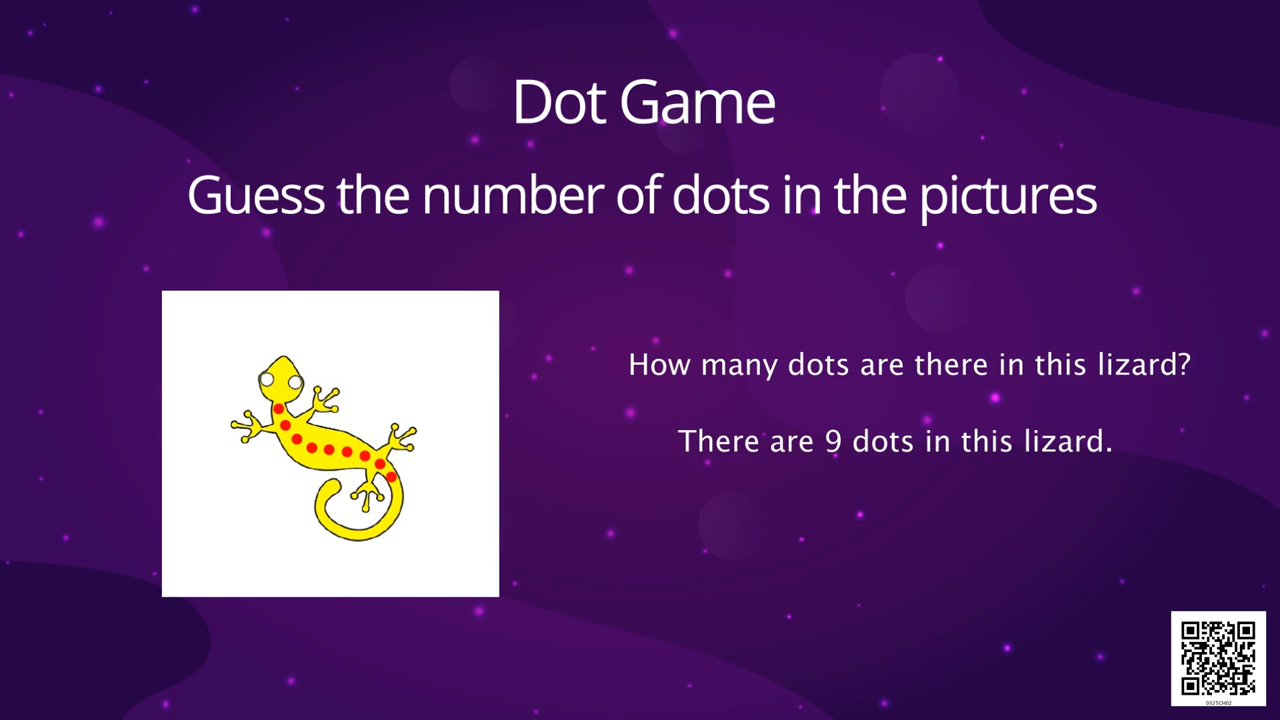 Dot Game
Guess the number of dots in the pictures
How many dots are there in this lizard?
There are 9 dots in this lizard.
0325CH02